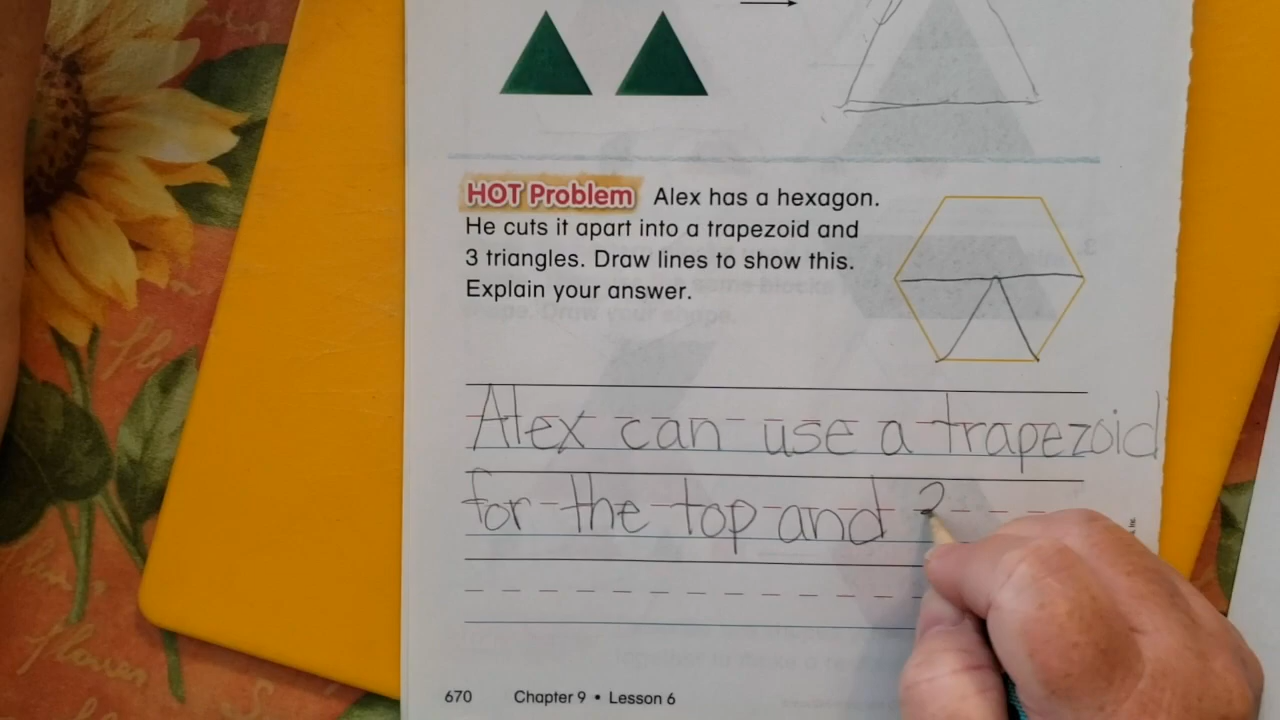 HOT Problem Alex has a hexagon.
He cuts it apart into a trapezoid and
3 triangles. Draw lines to show this.
Explain your answer.
Alex can use a trapezoid
for the top and 3
670 Chapter 9 • Lesson 6